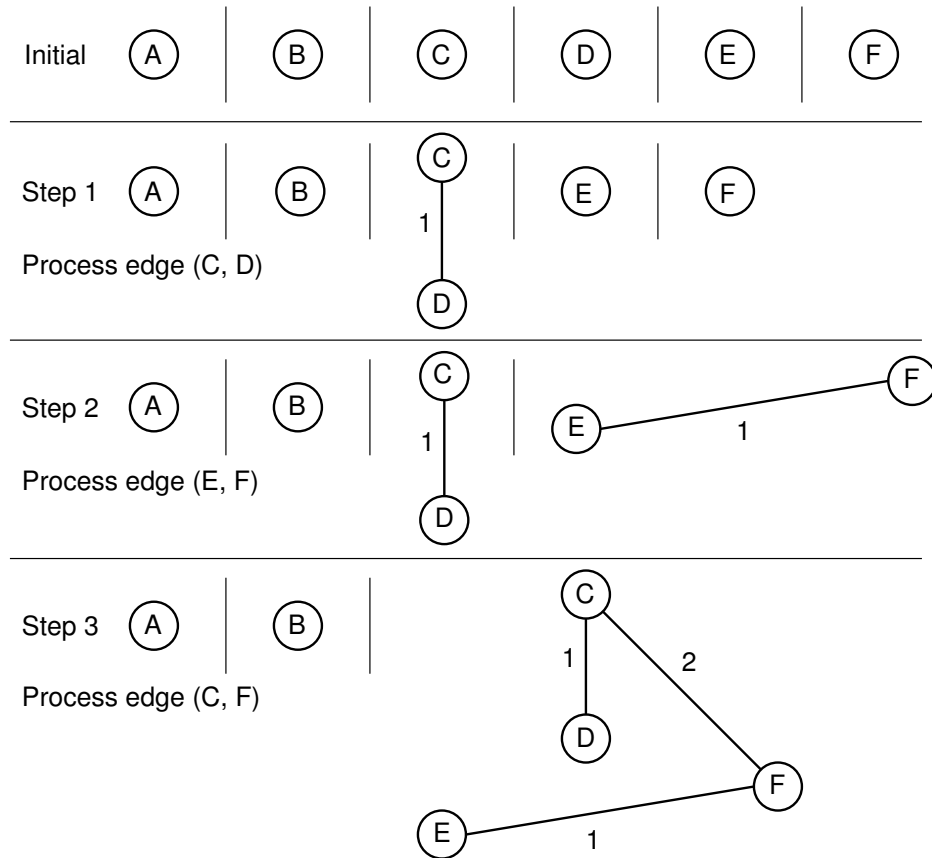 Initial A B C D E F
C
Step 1 A B E F
1
Process edge (C, D)
D
C F
Step 2 A B
1 E 1
Process edge (E, F)
D
C
Step 3 A B
1 2
Process edge (C, F)
D
F
E
1